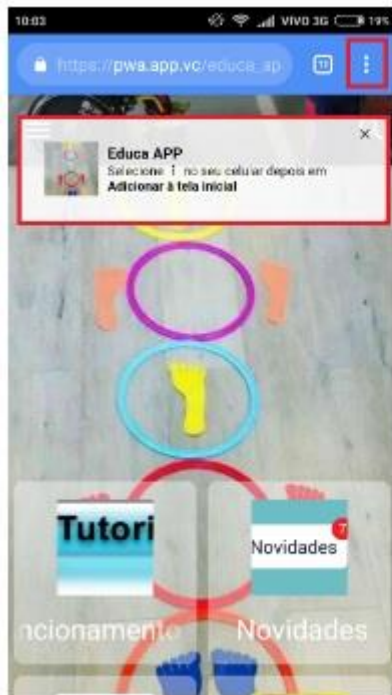 10:03 VIVO 3G 19%
https://pwa.app.vc/educa_ap
Educa APP
Selecione ⋮ no seu celular depois em
Adicionar à tela inicial
Tutori
7
Novidades
ncionamento
Novidades